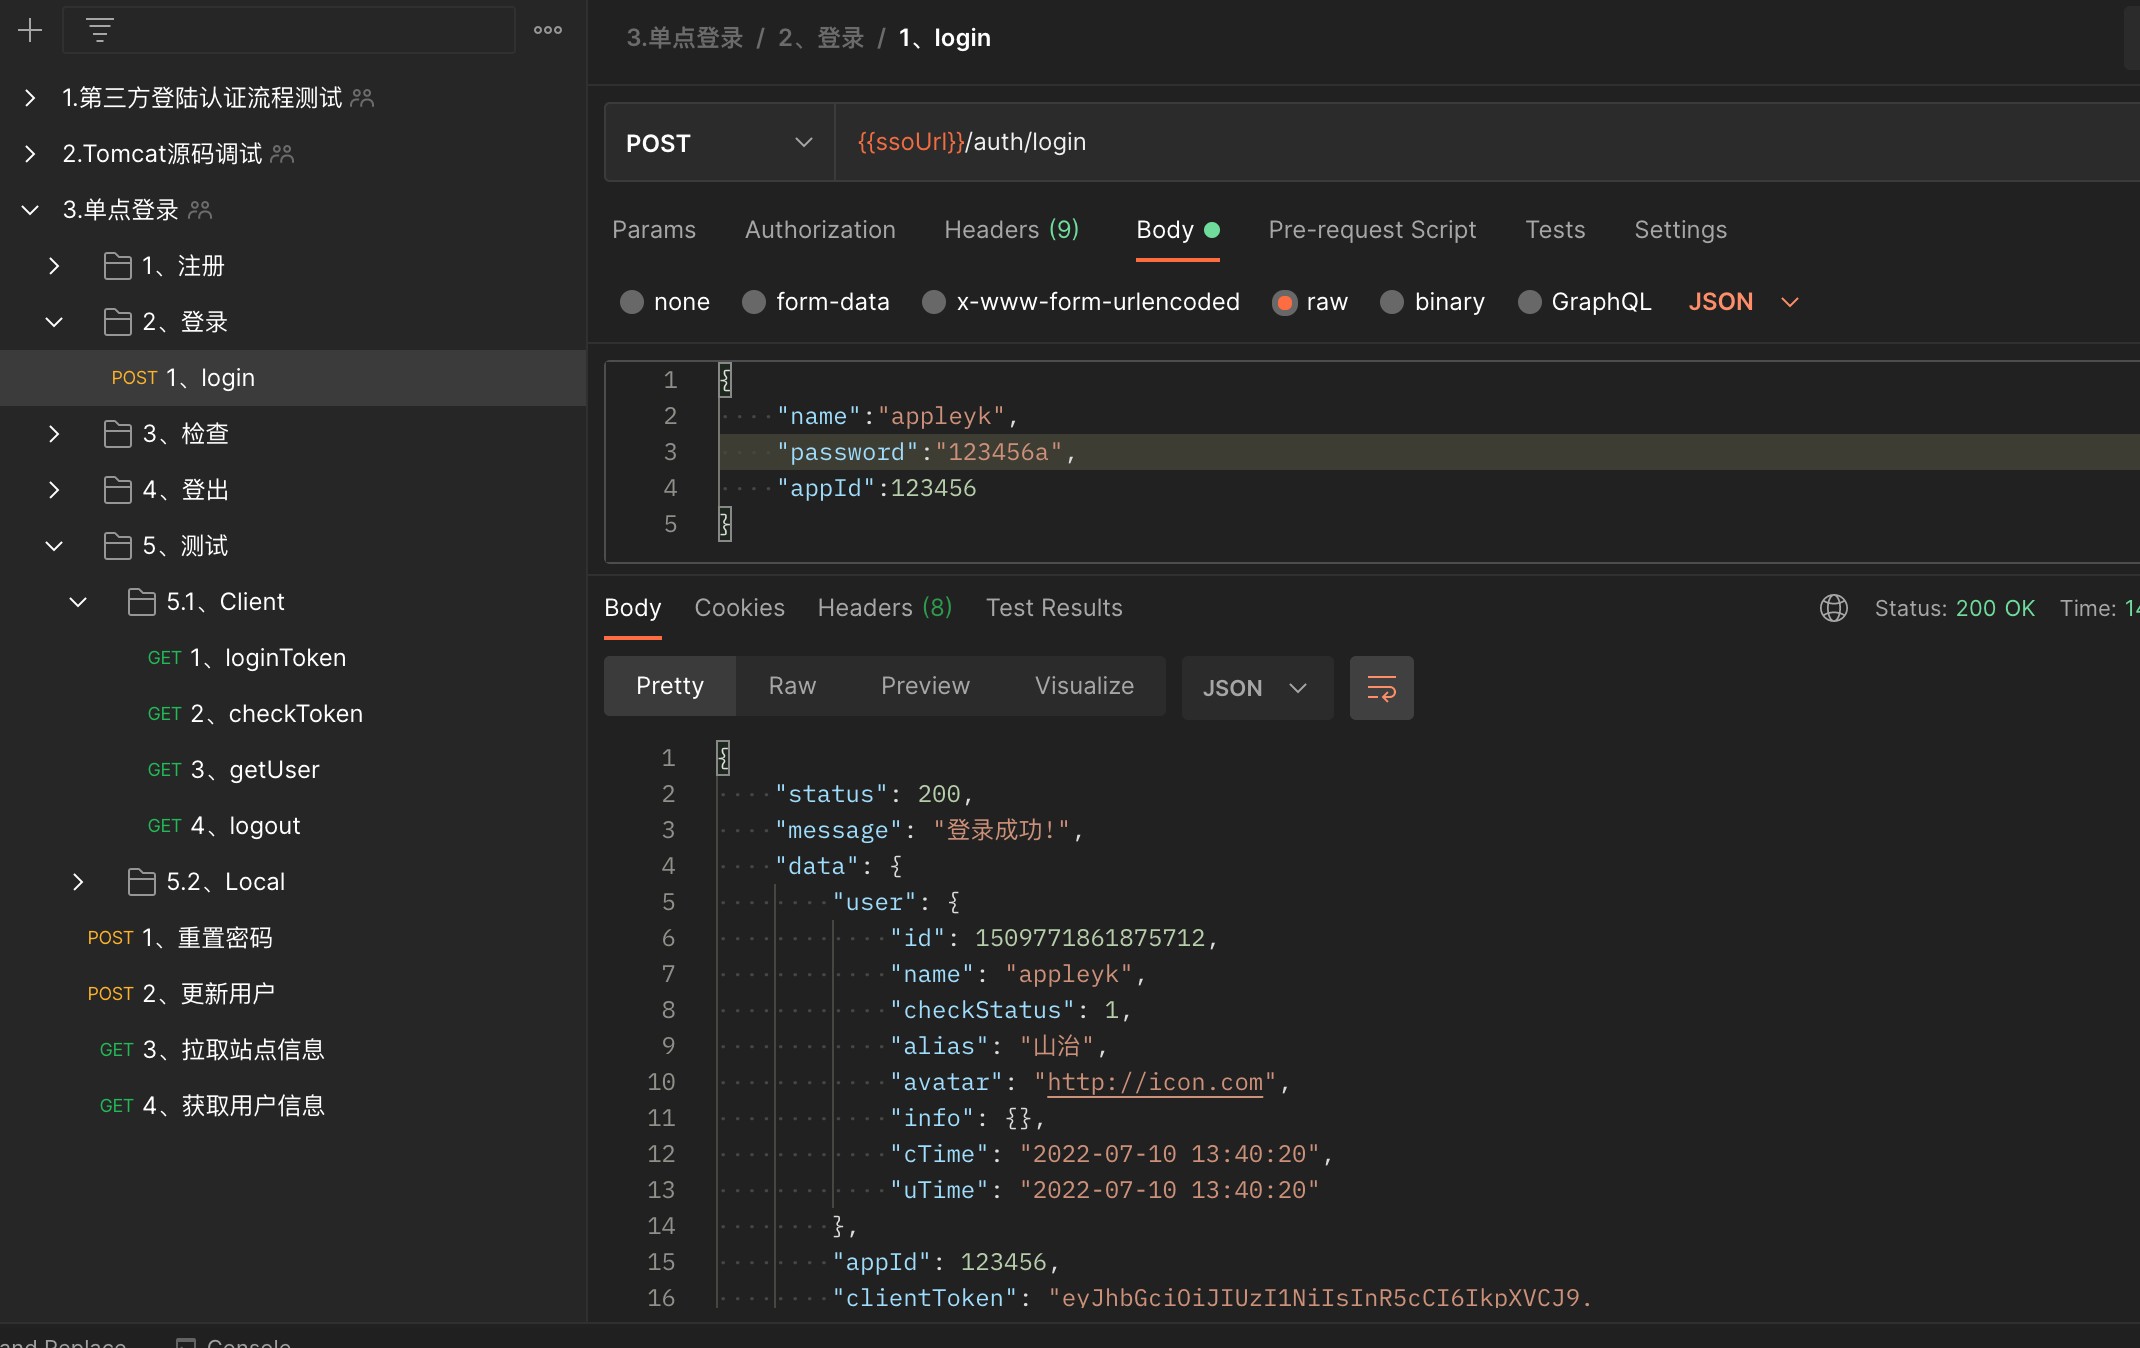 1.第三方登陆认证流程测试
2.Tomcat源码调试
3.单点登录
1、注册
2、登录
POST 1、login
3、检查
4、登出
5、测试
5.1、Client
GET 1、loginToken
GET 2、checkToken
GET 3、getUser
GET 4、logout
5.2、Local
POST 1、重置密码
POST 2、更新用户
GET 3、拉取站点信息
GET 4、获取用户信息
3.单点登录 / 2、登录 / 1、login
POST {{ssoUrl}}/auth/login
Params Authorization Headers (9) Body Pre-request Script Tests Settings
none form-data x-www-form-urlencoded raw binary GraphQL JSON
1 {
2 "name":"appleyk",
3 "password":"123456a",
4 "appId":123456
5 }
Body Cookies Headers (8) Test Results Status: 200 OK Time: 14
Pretty Raw Preview Visualize JSON
1 {
2 "status": 200,
3 "message": "登录成功!",
4 "data": {
5 "user": {
6 "id": 1509771861875712,
7 "name": "appleyk",
8 "checkStatus": 1,
9 "alias": "山治",
10 "avatar": "http://icon.com",
11 "info": {},
12 "cTime": "2022-07-10 13:40:20",
13 "uTime": "2022-07-10 13:40:20"
14 },
15 "appId": 123456,
16 "clientToken": "eyJhbGciOiJIUzI1NiIsInR5cCI6IkpXVCJ9.
and Replace Console